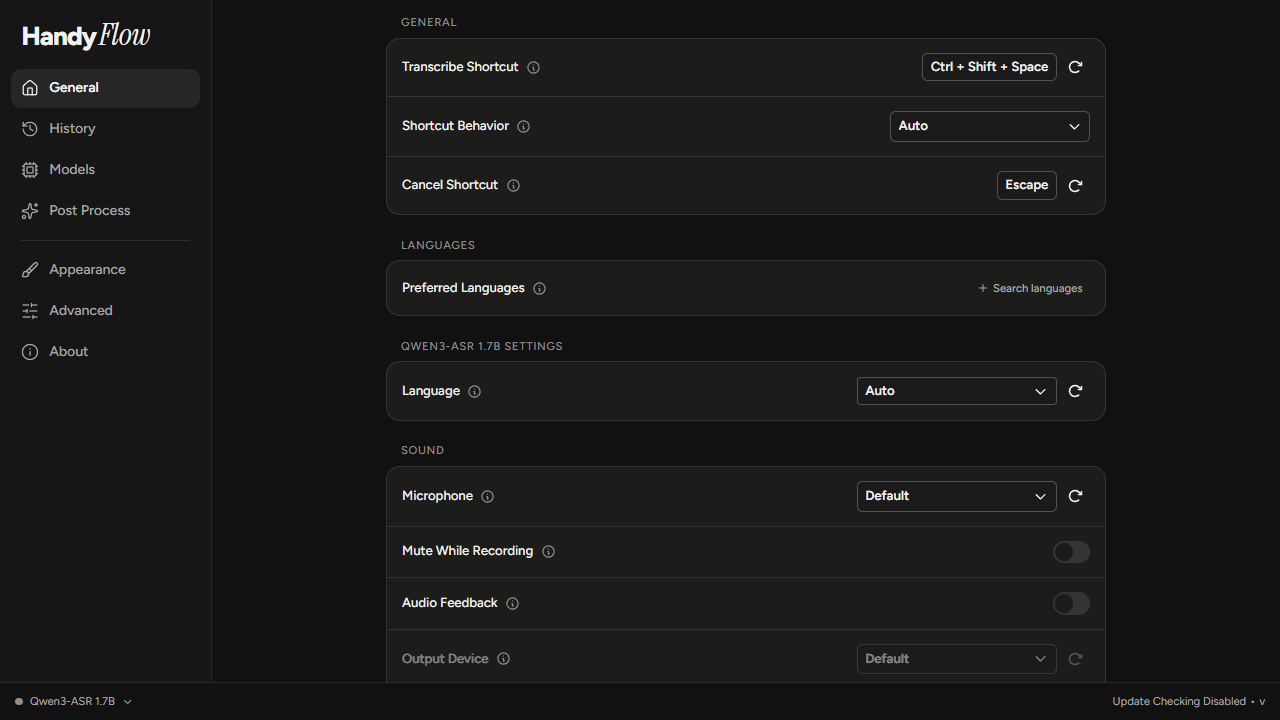 Handy Flow
General
History
Models
Post Process
Appearance
Advanced
About
GENERAL
Transcribe Shortcut Ctrl + Shift + Space
Shortcut Behavior Auto
Cancel Shortcut Escape
LANGUAGES
Preferred Languages + Search languages
QWEN3-ASR 1.7B SETTINGS
Language Auto
SOUND
Microphone Default
Mute While Recording
Audio Feedback
Output Device Default
Qwen3-ASR 1.7B Update Checking Disabled • v